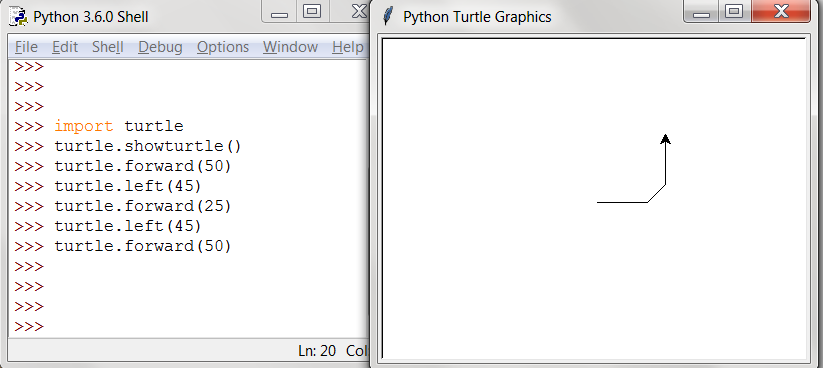 Python 3.6.0 Shell
File Edit Shell Debug Options Window Help
>>>
>>>
>>>
>>> import turtle
>>> turtle.showturtle()
>>> turtle.forward(50)
>>> turtle.left(45)
>>> turtle.forward(25)
>>> turtle.left(45)
>>> turtle.forward(50)
>>>
>>>
>>>
>>>
Ln: 20 Col
Python Turtle Graphics